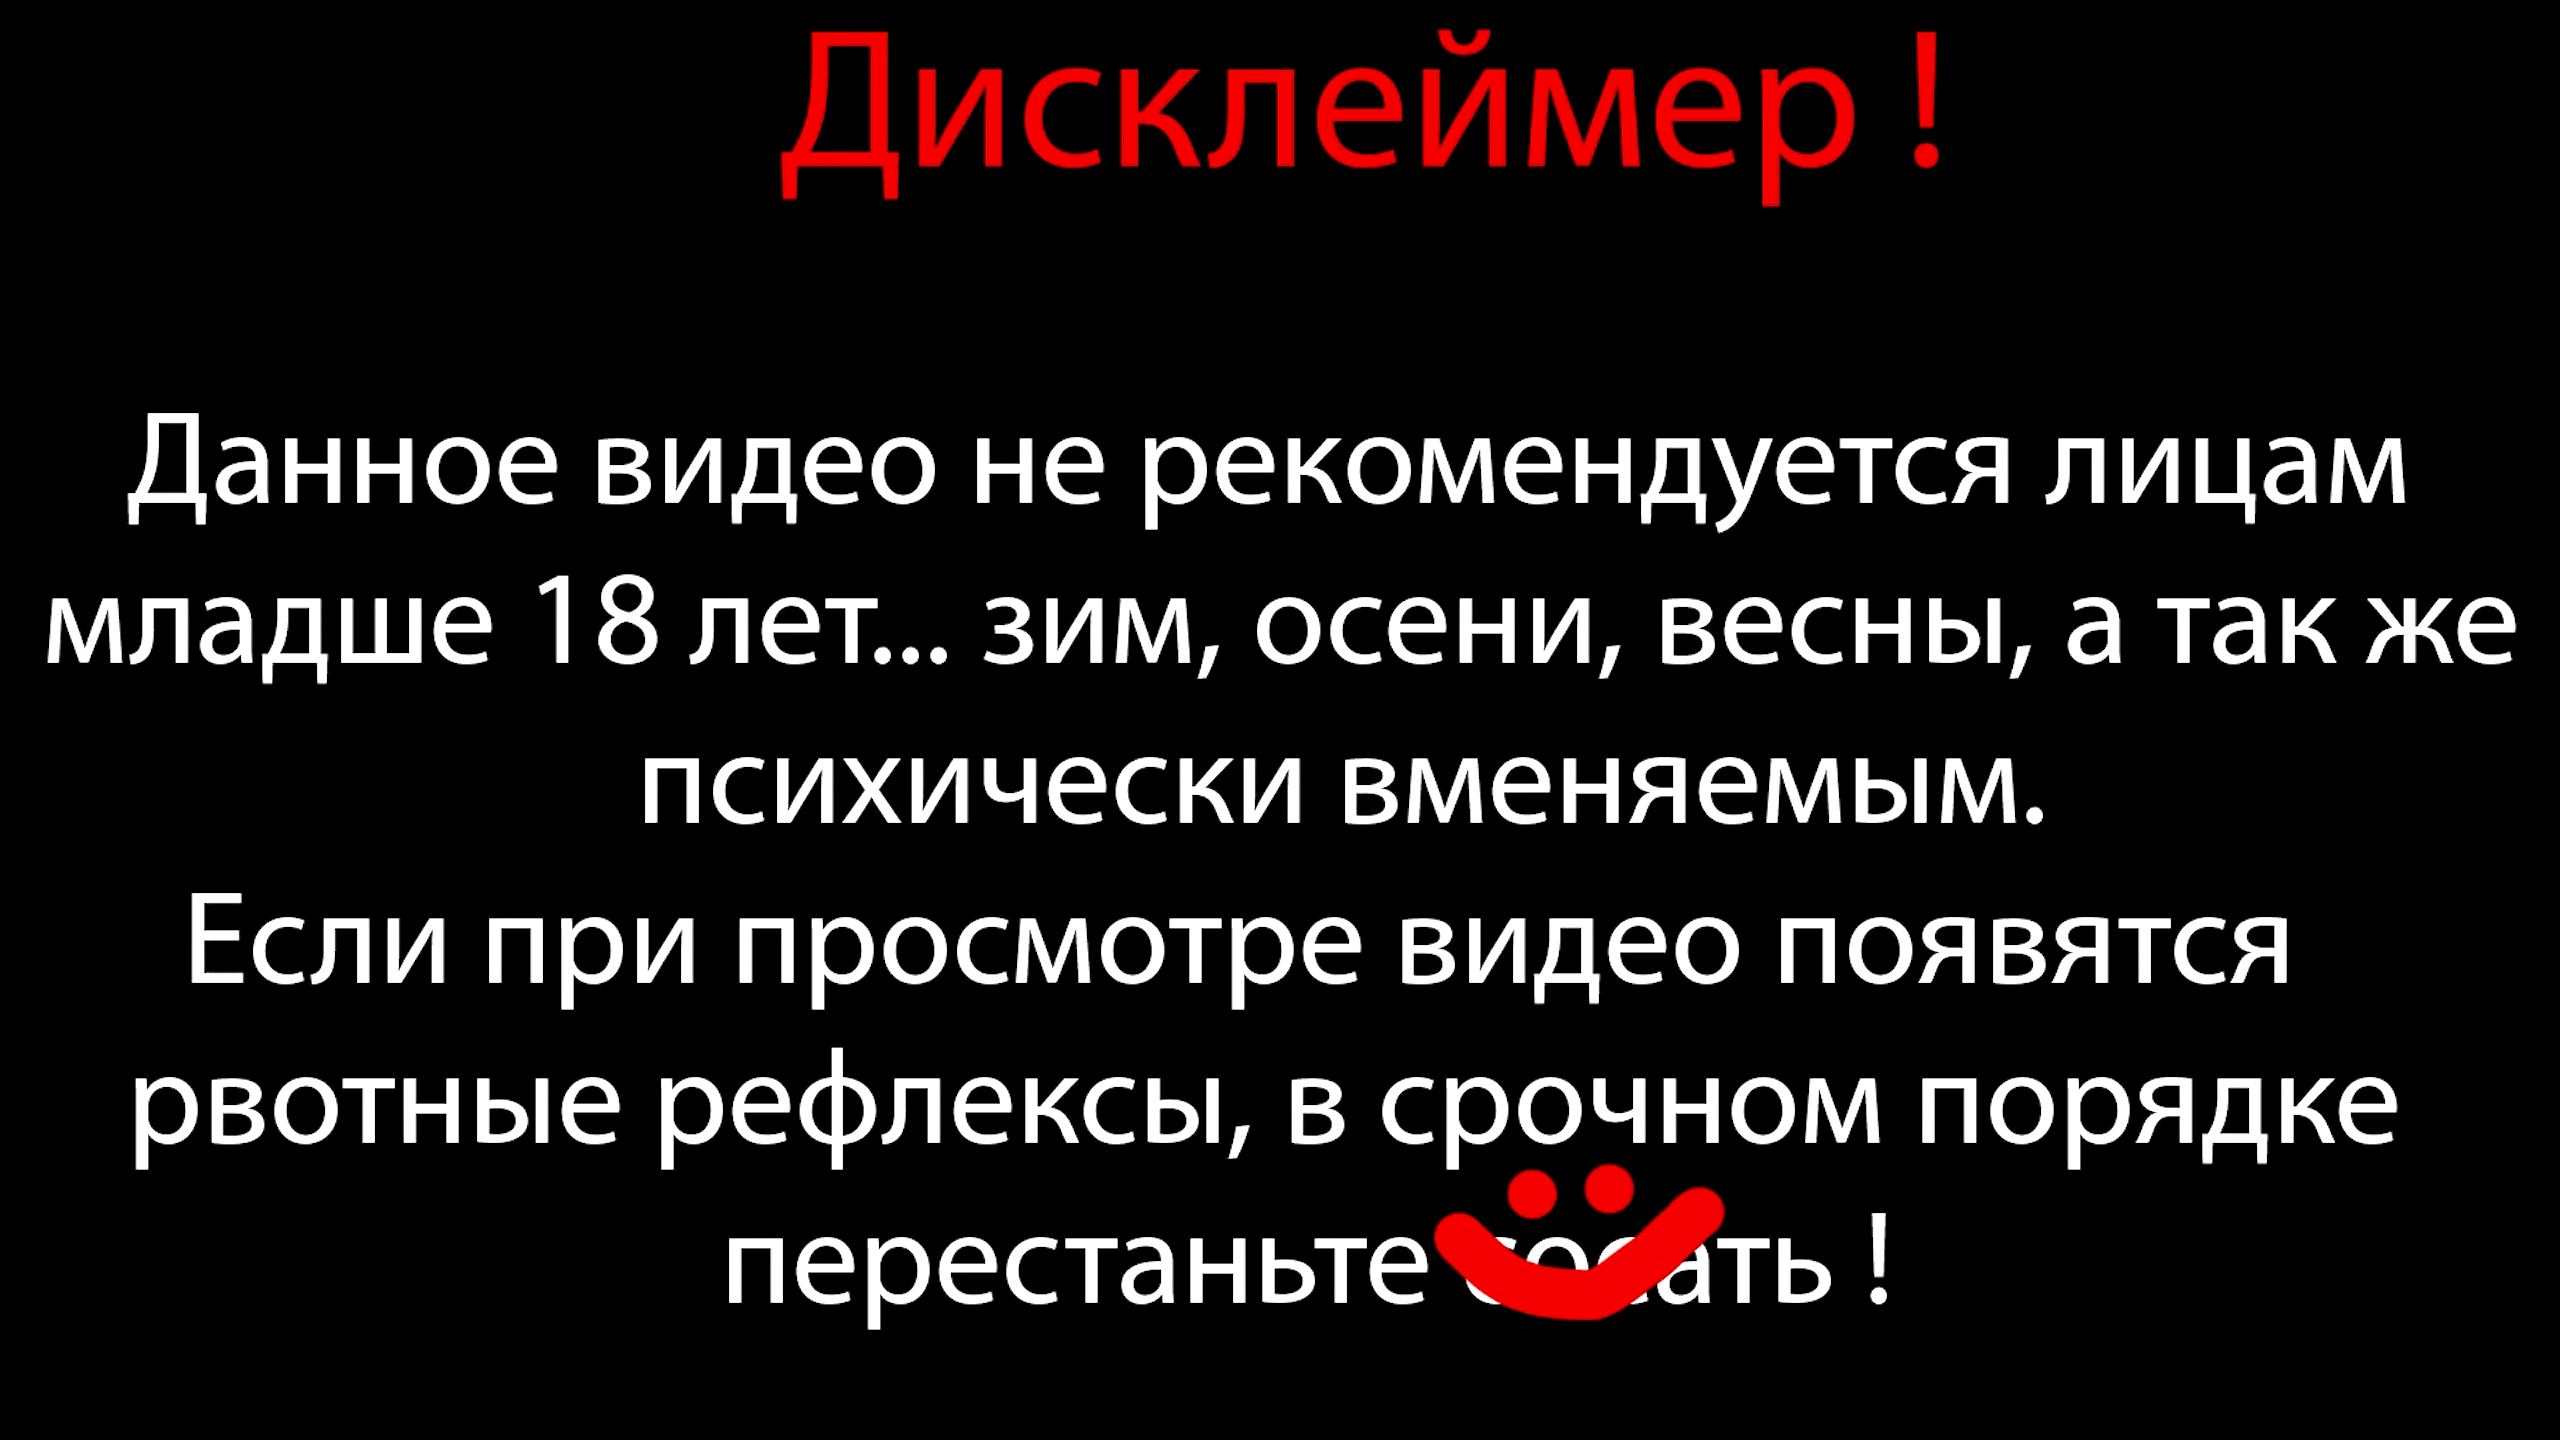 Дисклеймер !
Данное видео не рекомендуется лицам
младше 18 лет... зим, осени, весны, а так же
психически вменяемым.
Если при просмотре видео появятся
рвотные рефлексы, в срочном порядке
перестаньте сосать !